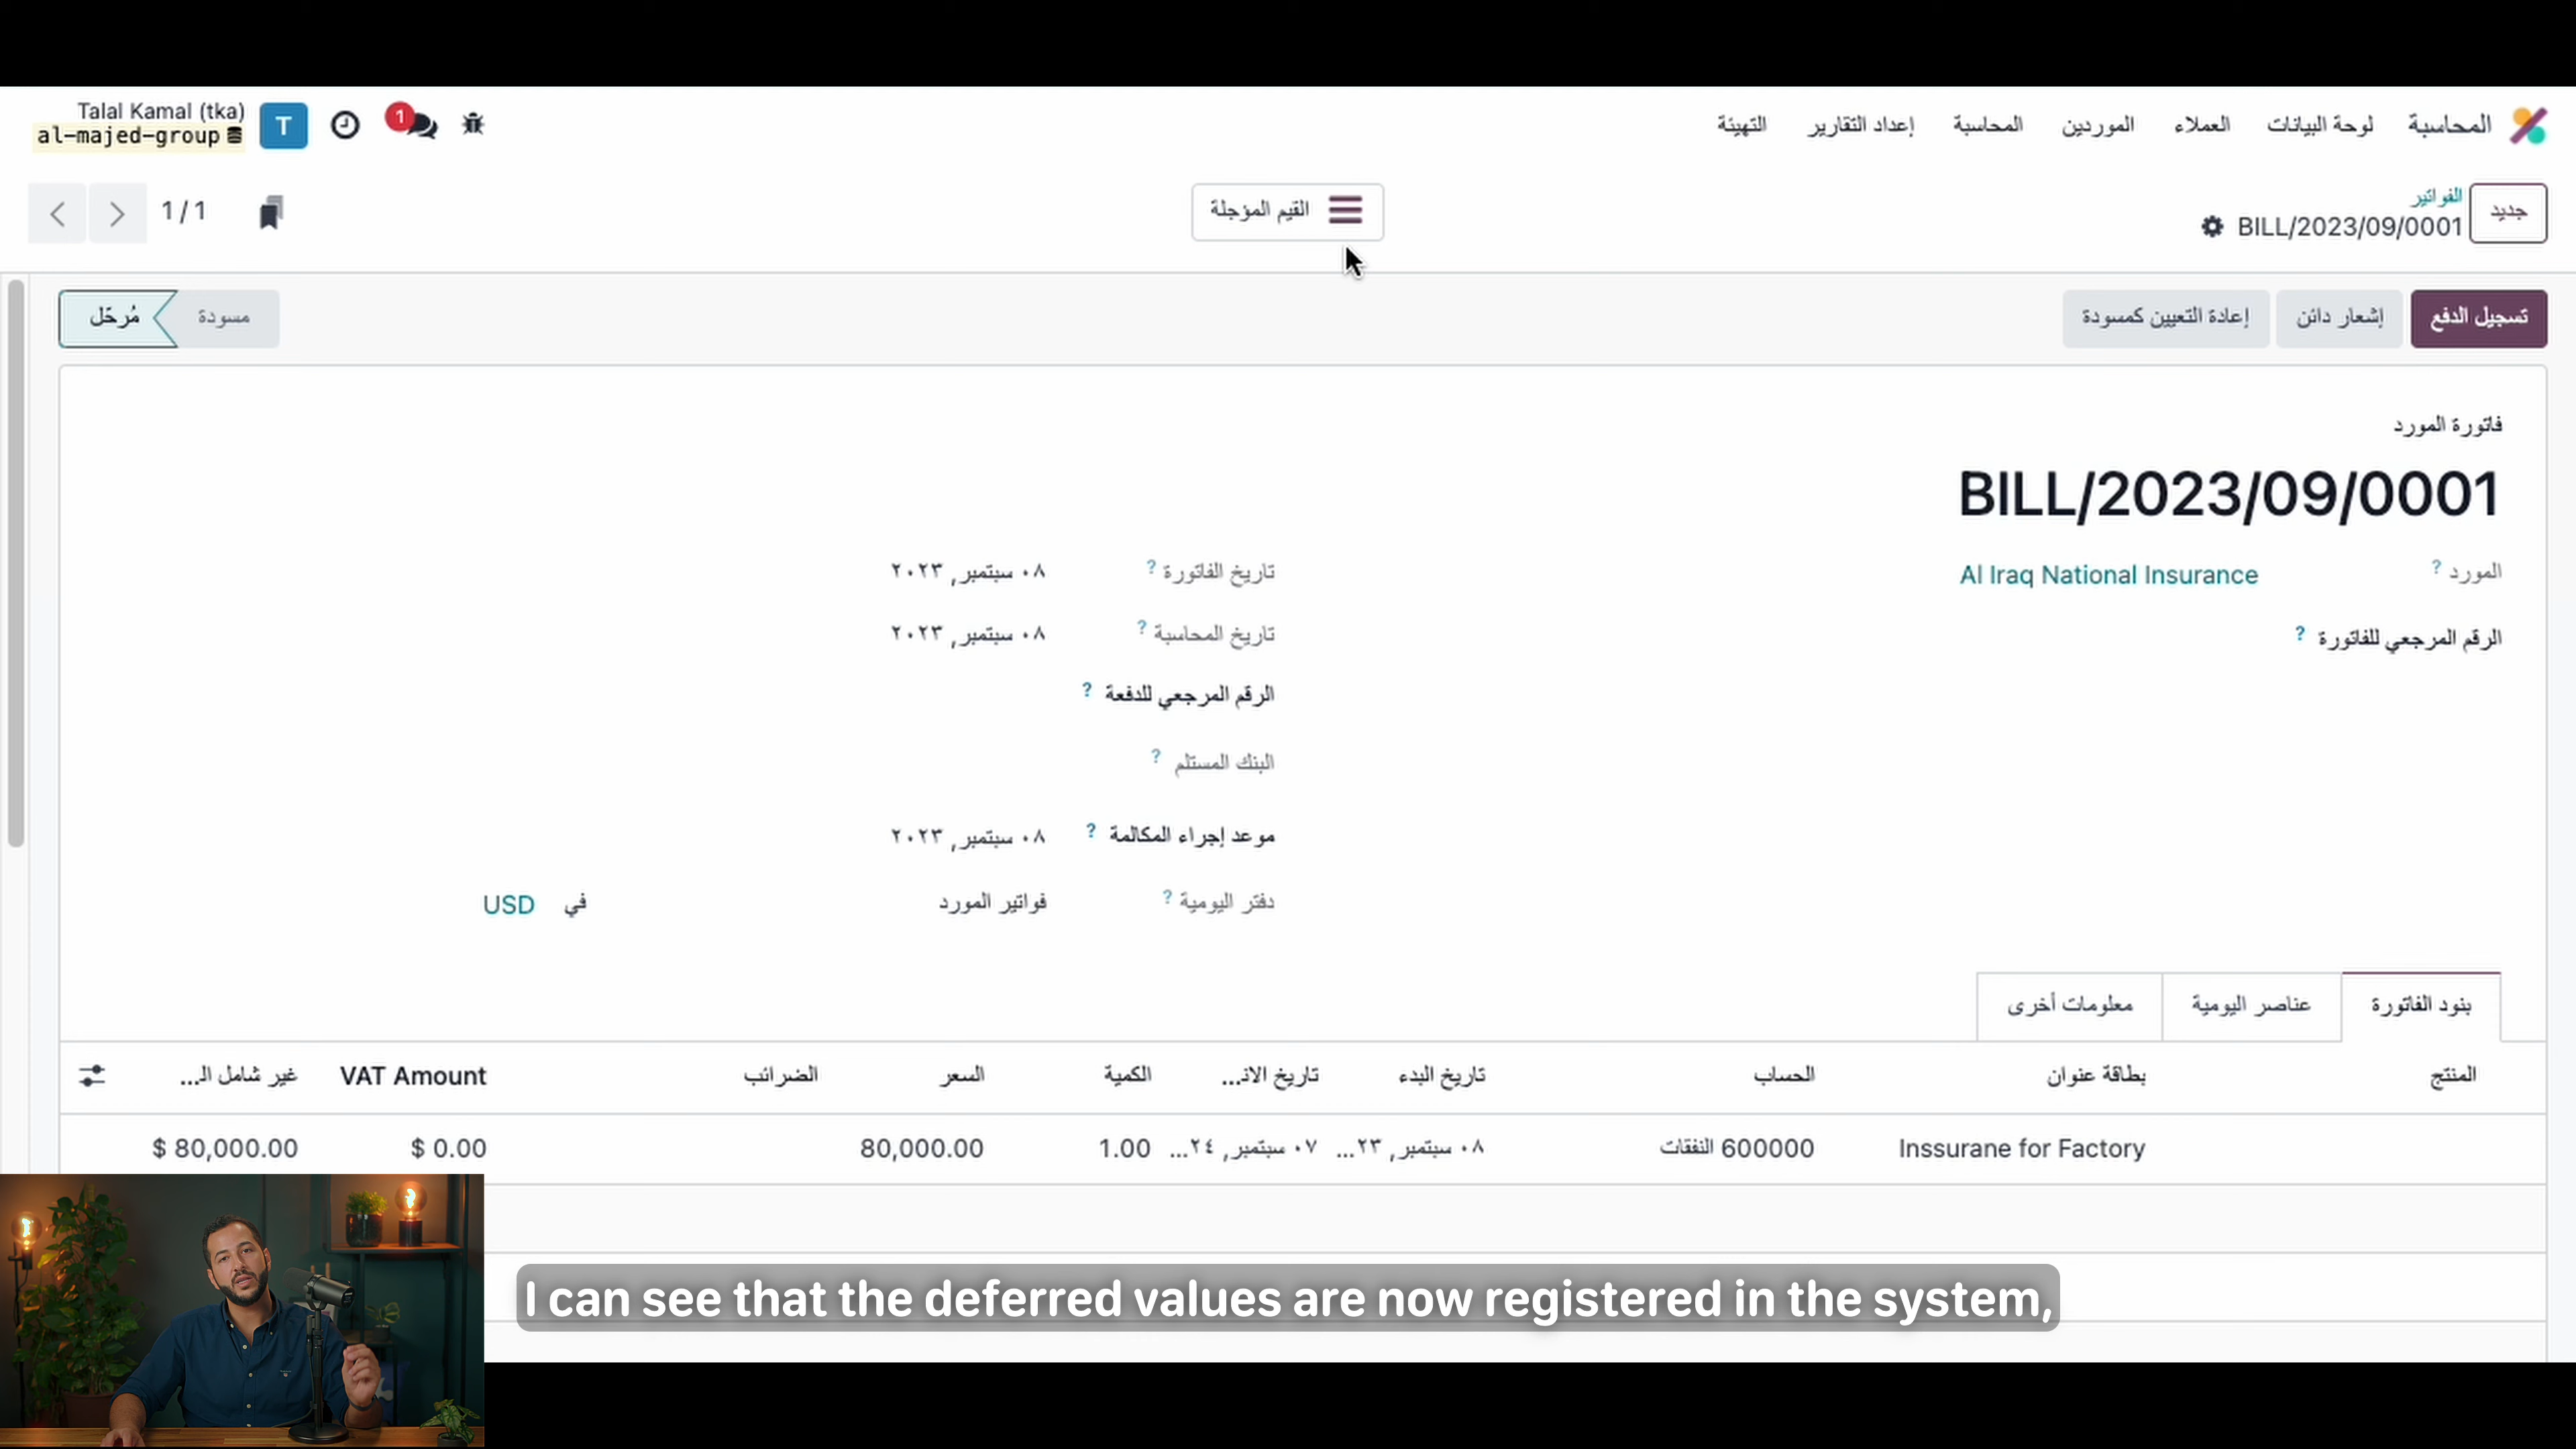 المحاسبة لوحة البيانات العملاء الموردين المحاسبة إعداد التقارير التهيئة
1
T
Talal Kamal (tka)
al-majed-group
جديد
الفواتير
BILL/2023/09/0001
القيم المؤجلة
1 / 1
تسجيل الدفع إشعار دائن إعادة التعيين كمسودة
مسودة مُرحّل
فاتورة المورد
BILL/2023/09/0001
المورد ? Al Iraq National Insurance
تاريخ الفاتورة ? ٠٨ سبتمبر, ٢٠٢٣
الرقم المرجعي للفاتورة ?
تاريخ المحاسبة ? ٠٨ سبتمبر, ٢٠٢٣
الرقم المرجعي للدفعة ?
البنك المستلم ?
موعد إجراء المكالمة ? ٠٨ سبتمبر, ٢٠٢٣
دفتر اليومية ? فواتير المورد في USD
بنود الفاتورة عناصر اليومية معلومات أخرى
المنتج بطاقة عنوان الحساب تاريخ البدء تاريخ الان... الكمية السعر الضرائب VAT Amount غير شامل ال...
Inssurane for Factory 600000 النفقات ٠٨ سبتمبر, ٢٣... ٠٧ سبتمبر, ٢٤... 1.00 80,000.00 $ 0.00 $ 80,000.00
I can see that the deferred values are now registered in the system,